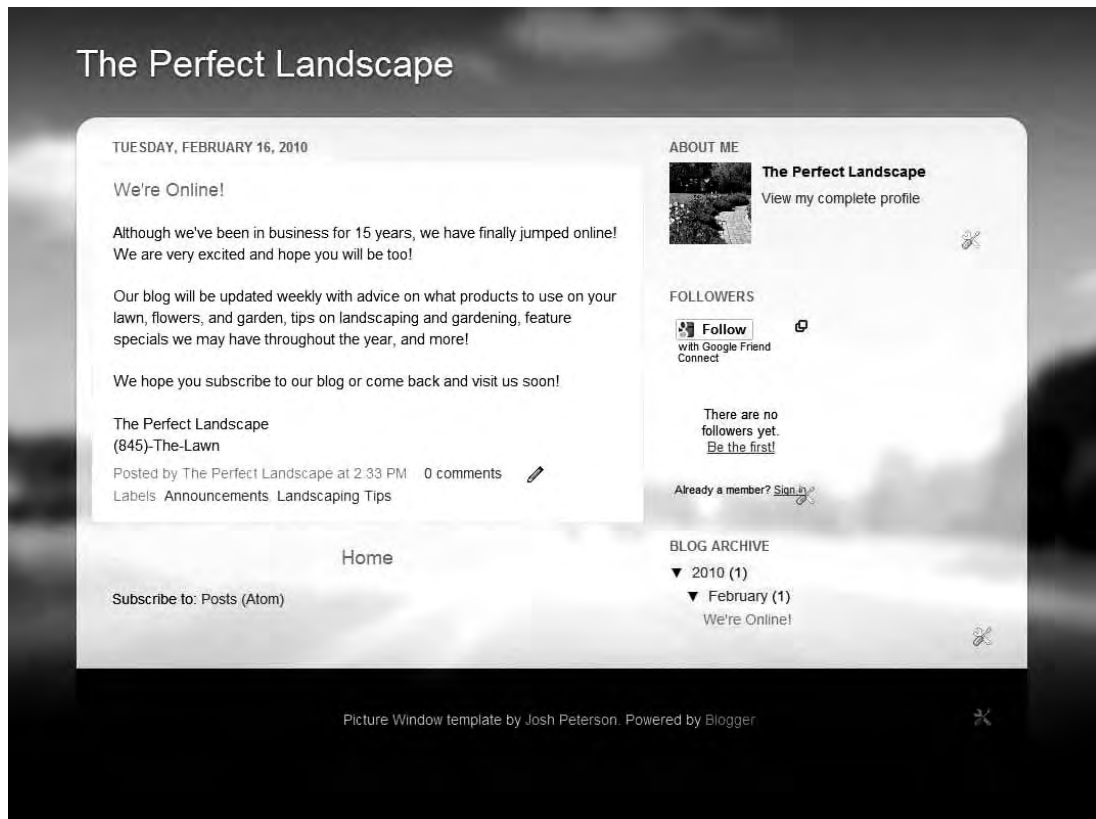 The Perfect Landscape
TUESDAY, FEBRUARY 16, 2010
We're Online!
Although we've been in business for 15 years, we have finally jumped online!
We are very excited and hope you will be too!
Our blog will be updated weekly with advice on what products to use on your
lawn, flowers, and garden, tips on landscaping and gardening, feature
specials we may have throughout the year, and more!
We hope you subscribe to our blog or come back and visit us soon!
The Perfect Landscape
(845)-The-Lawn
Posted by The Perfect Landscape at 2:33 PM 0 comments
Labels Announcements Landscaping Tips
Home
Subscribe to: Posts (Atom)
ABOUT ME
The Perfect Landscape
View my complete profile
FOLLOWERS
Follow
with Google Friend
Connect
There are no
followers yet.
Be the first!
Already a member? Sign in
BLOG ARCHIVE
▼ 2010 (1)
▼ February (1)
We're Online!
Picture Window template by Josh Peterson. Powered by Blogger